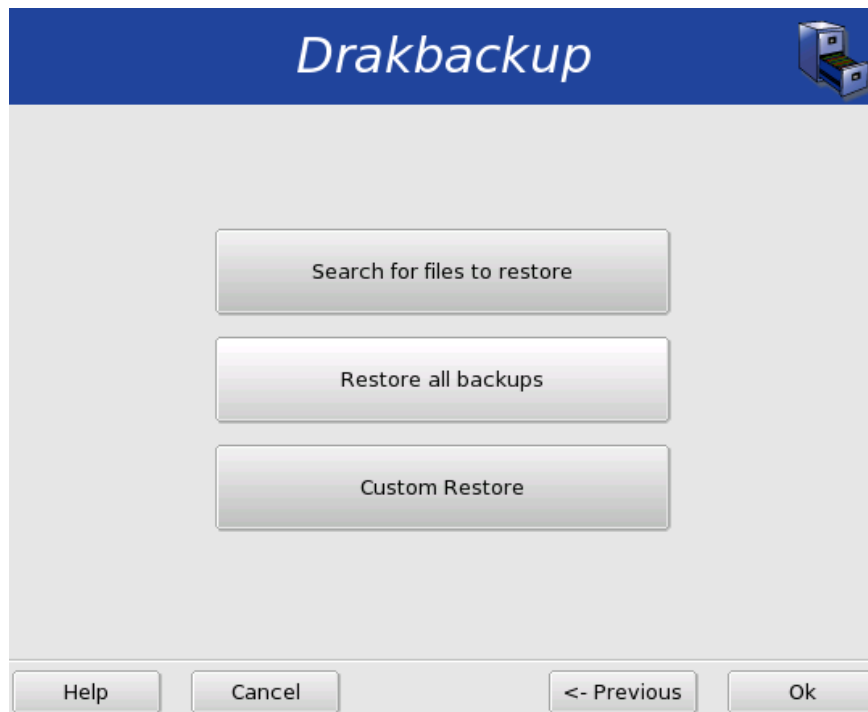 Drakbackup
Search for files to restore
Restore all backups
Custom Restore
Help Cancel <- Previous Ok